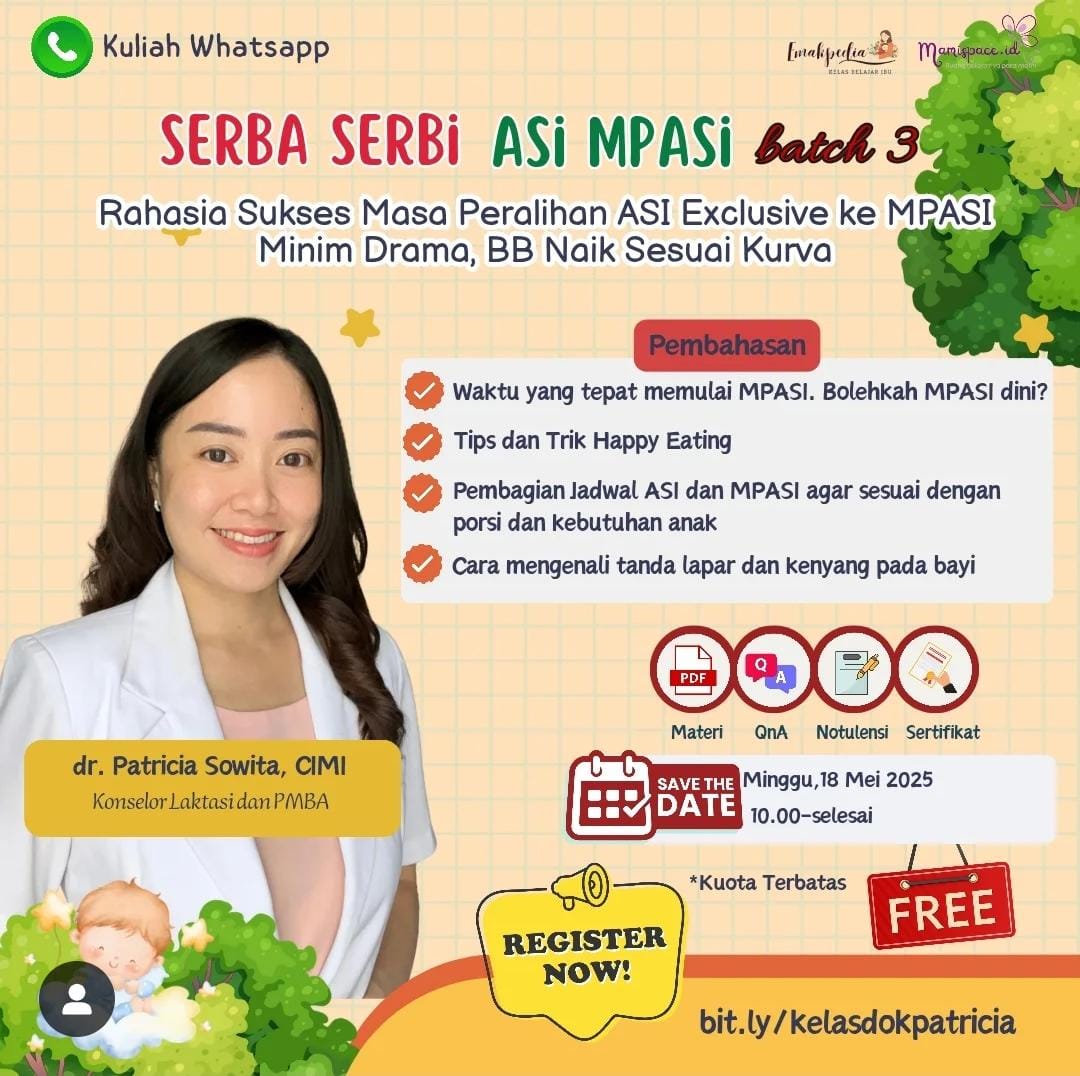 Kuliah Whatsapp
Emakpedia
KELAS BELAJAR IBU
Mamispace.id
SERBA SERBi ASi MPASi batch 3
Rahasia Sukses Masa Peralihan ASI Exclusive ke MPASI
Minim Drama, BB Naik Sesuai Kurva
Pembahasan
Waktu yang tepat memulai MPASI. Bolehkah MPASI dini?
Tips dan Trik Happy Eating
Pembagian Jadwal ASI dan MPASI agar sesuai dengan
porsi dan kebutuhan anak
Cara mengenali tanda lapar dan kenyang pada bayi
PDF
Q
A
Materi
QnA
Notulensi
Sertifikat
dr. Patricia Sowita, CIMI
Konselor Laktasi dan PMBA
SAVE THE
DATE
Minggu,18 Mei 2025
10.00-selesai
*Kuota Terbatas
FREE
REGISTER
NOW!
bit.ly/kelasdokpatricia